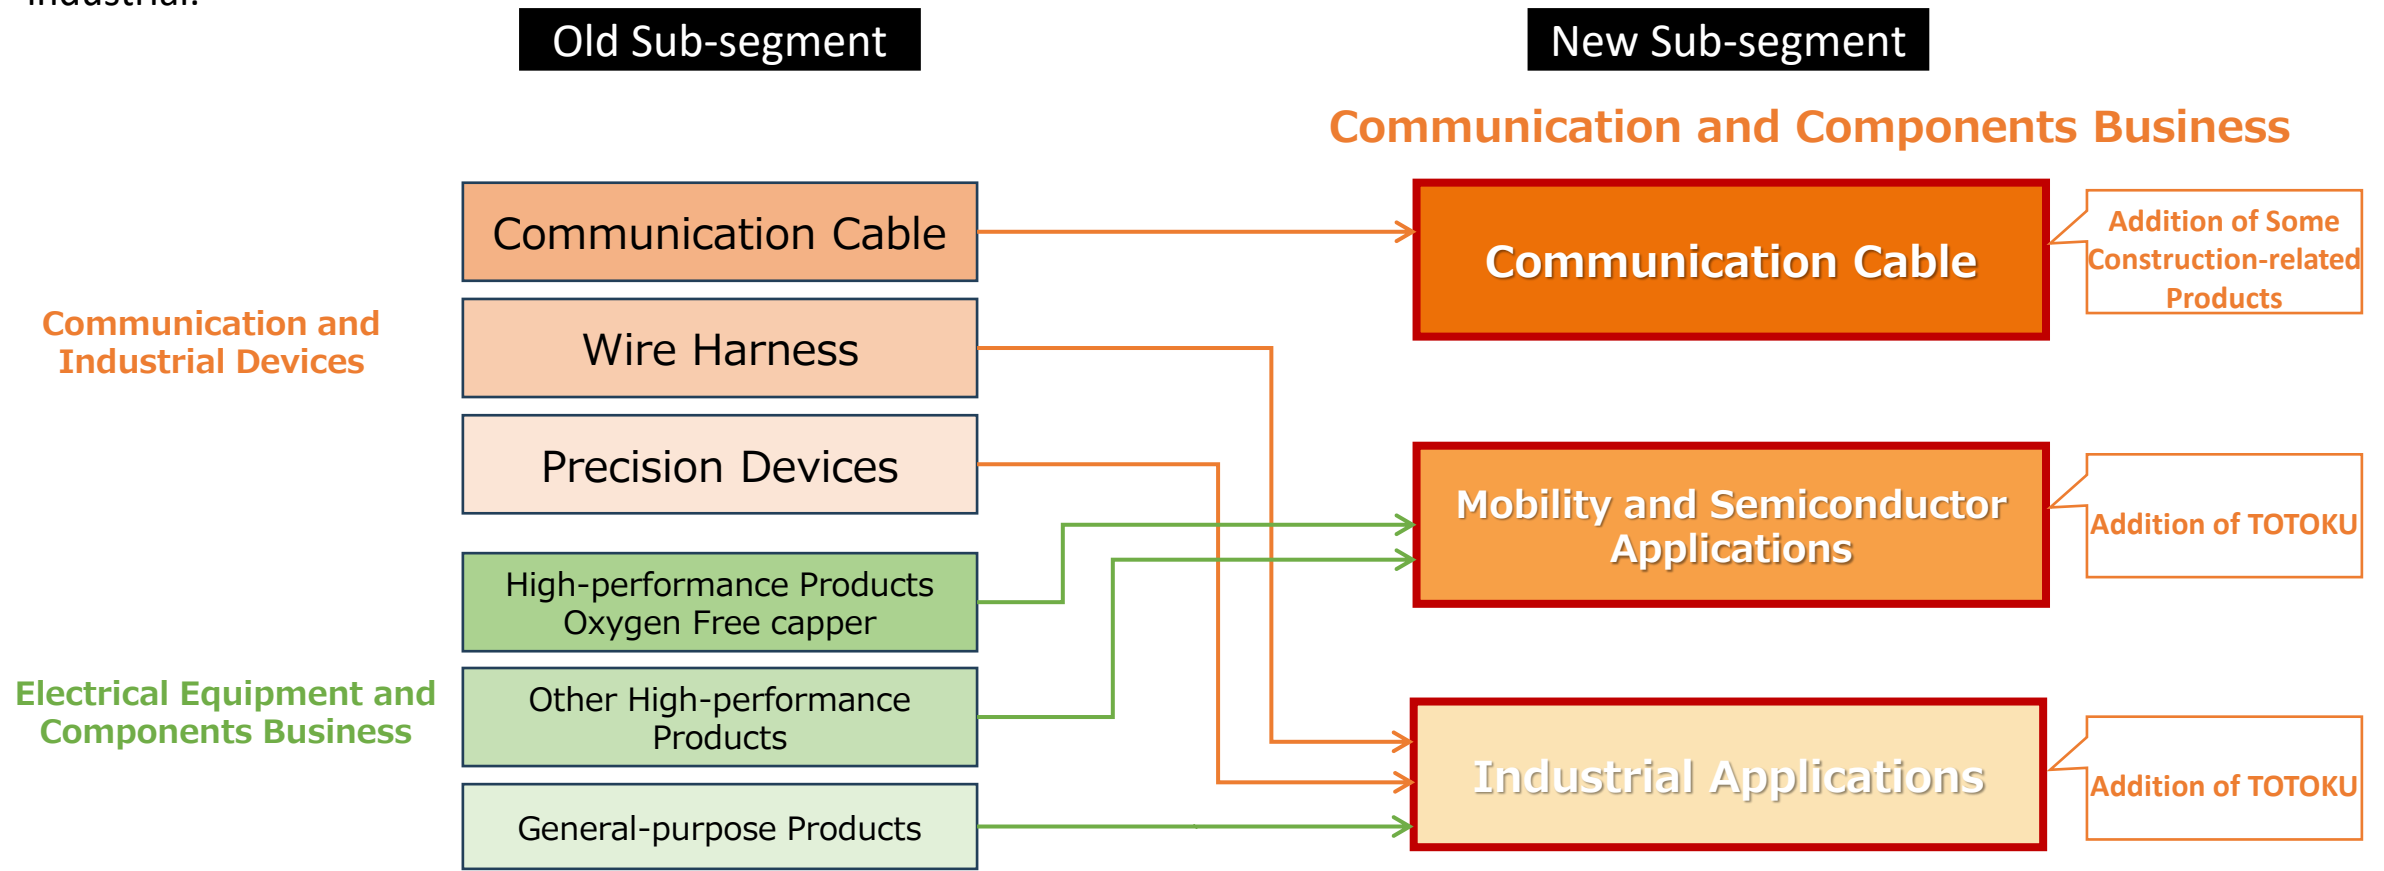 industrial.
Old Sub-segment
New Sub-segment
Communication and Components Business
Communication and
Industrial Devices
Communication Cable
Wire Harness
Precision Devices
Electrical Equipment and
Components Business
High-performance Products
Oxygen Free capper
Other High-performance
Products
General-purpose Products
Communication Cable
Addition of Some
Construction-related
Products
Mobility and Semiconductor
Applications
Addition of TOTOKU
Industrial Applications
Addition of TOTOKU